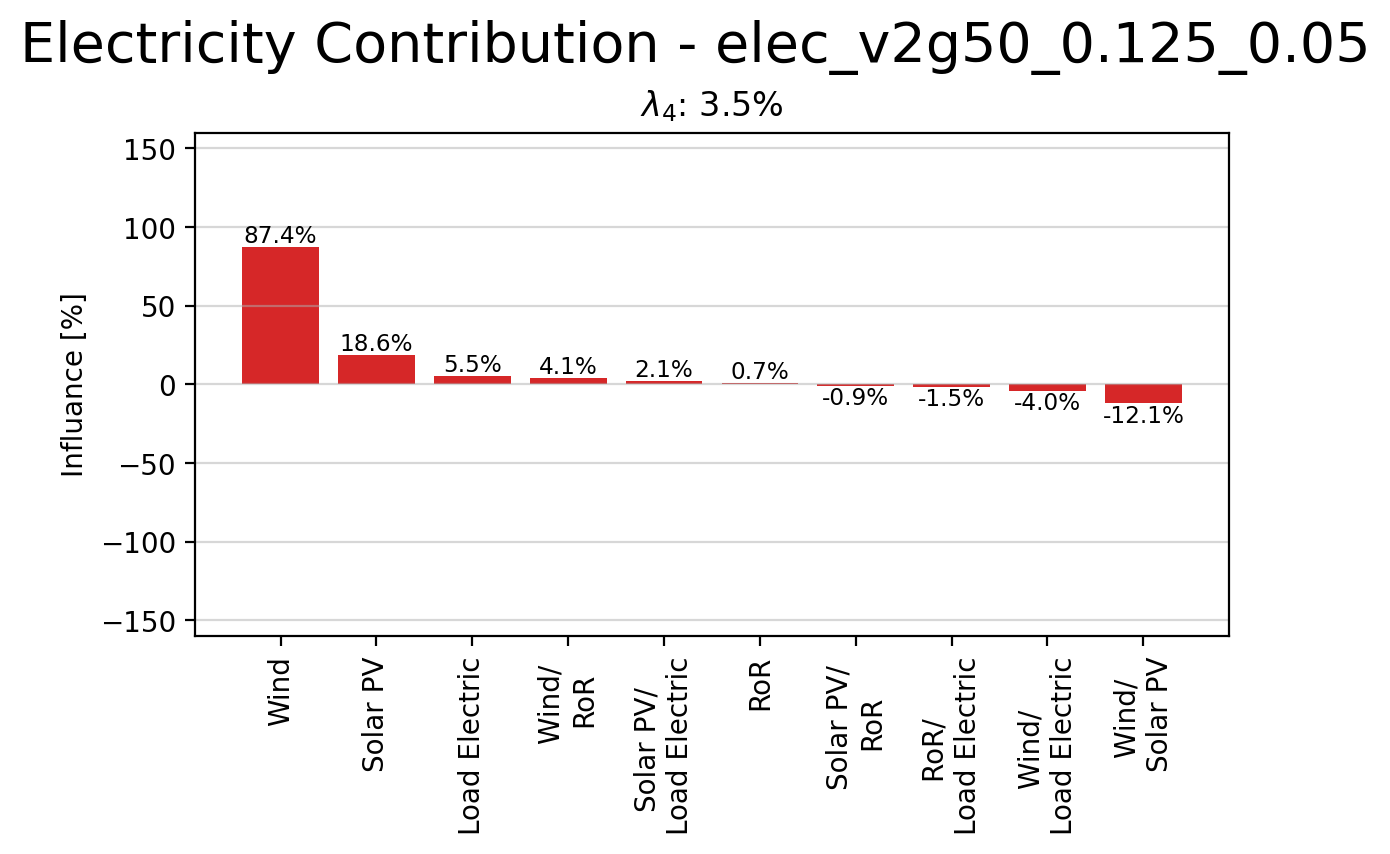 Electricity Contribution - elec_v2g50_0.125_0.05
λ4: 3.5%
Influance [%]
150
100
50
0
−50
−100
−150
87.4%
18.6%
5.5%
4.1%
2.1%
0.7%
-0.9%
-1.5%
-4.0%
-12.1%
Wind
Solar PV
Load Electric
Wind/
RoR
Solar PV/
Load Electric
RoR
Solar PV/
RoR
RoR/
Load Electric
Wind/
Load Electric
Wind/
Solar PV